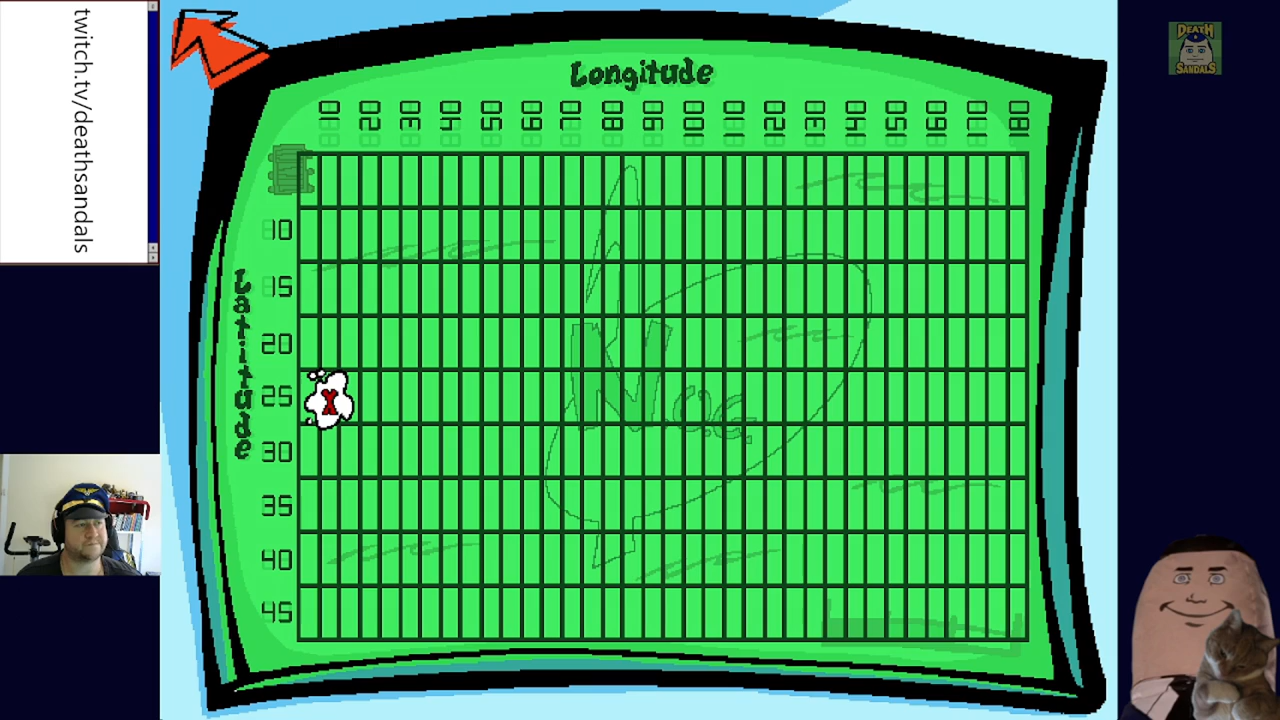 twitch.tv/deathsandals
DEATH
SANDALS
Longitude
10 20 30 40 50 60 70 80 90 100 110 120 130 140 150 160 170 180
Latitude
10
15
20
25
30
35
40
45
X
N.O.G.